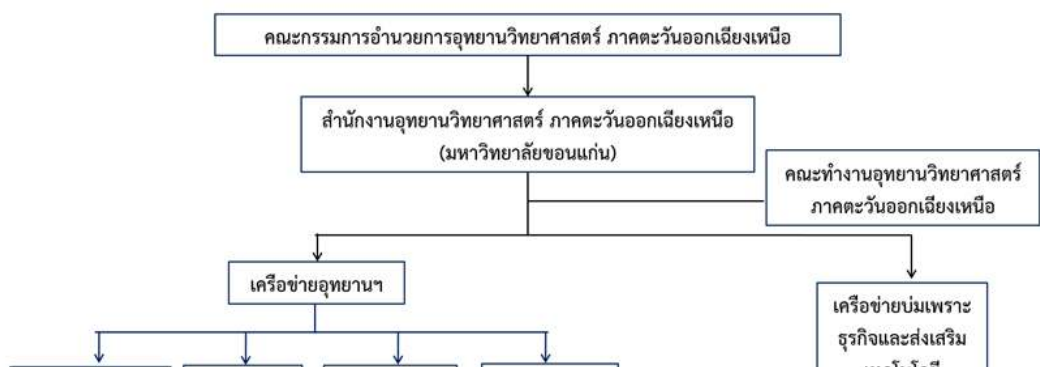 คณะกรรมการอำนวยการอุทยานวิทยาศาสตร์ ภาคตะวันออกเฉียงเหนือ
สำนักงานอุทยานวิทยาศาสตร์ ภาคตะวันออกเฉียงเหนือ
(มหาวิทยาลัยขอนแก่น)
คณะทำงานอุทยานวิทยาศาสตร์
ภาคตะวันออกเฉียงเหนือ
เครือข่ายอุทยานฯ
เครือข่ายบ่มเพราะ
ธุรกิจและส่งเสริม